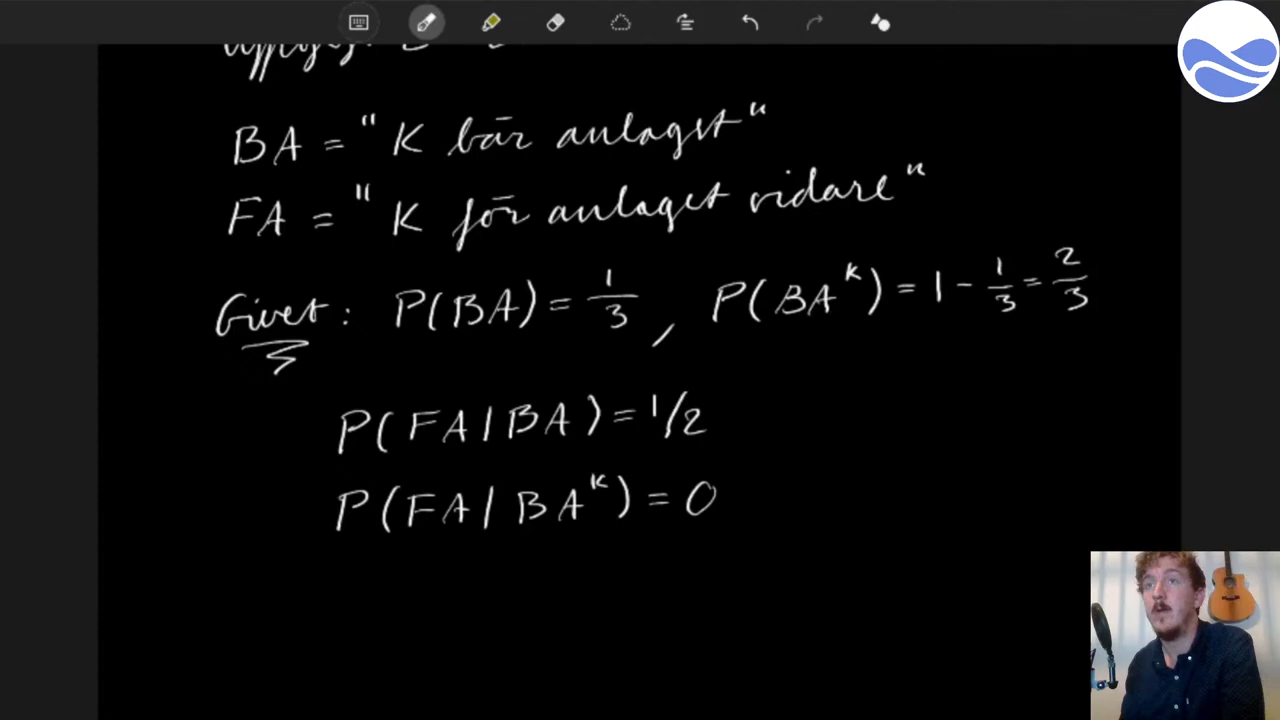 BA = "K bär anlaget"
FA = "K för anlaget vidare"
Givet: P(BA) = 1/3, P(BA^K) = 1 - 1/3 = 2/3
P(FA|BA) = 1/2
P(FA|BA^K) = 0